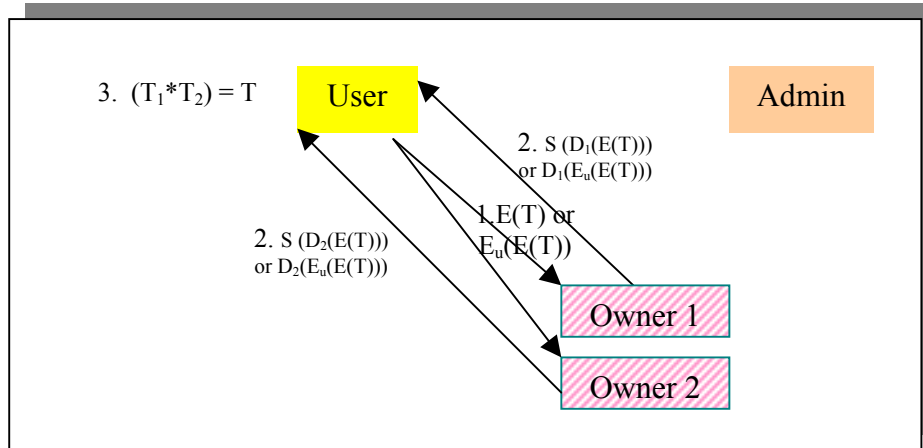 3. (T₁*T₂) = T
User
Admin
2. S (D₁(E(T)))
or D₁(Eᵤ(E(T)))
1.E(T) or
Eᵤ(E(T))
2. S (D₂(E(T)))
or D₂(Eᵤ(E(T)))
Owner 1
Owner 2